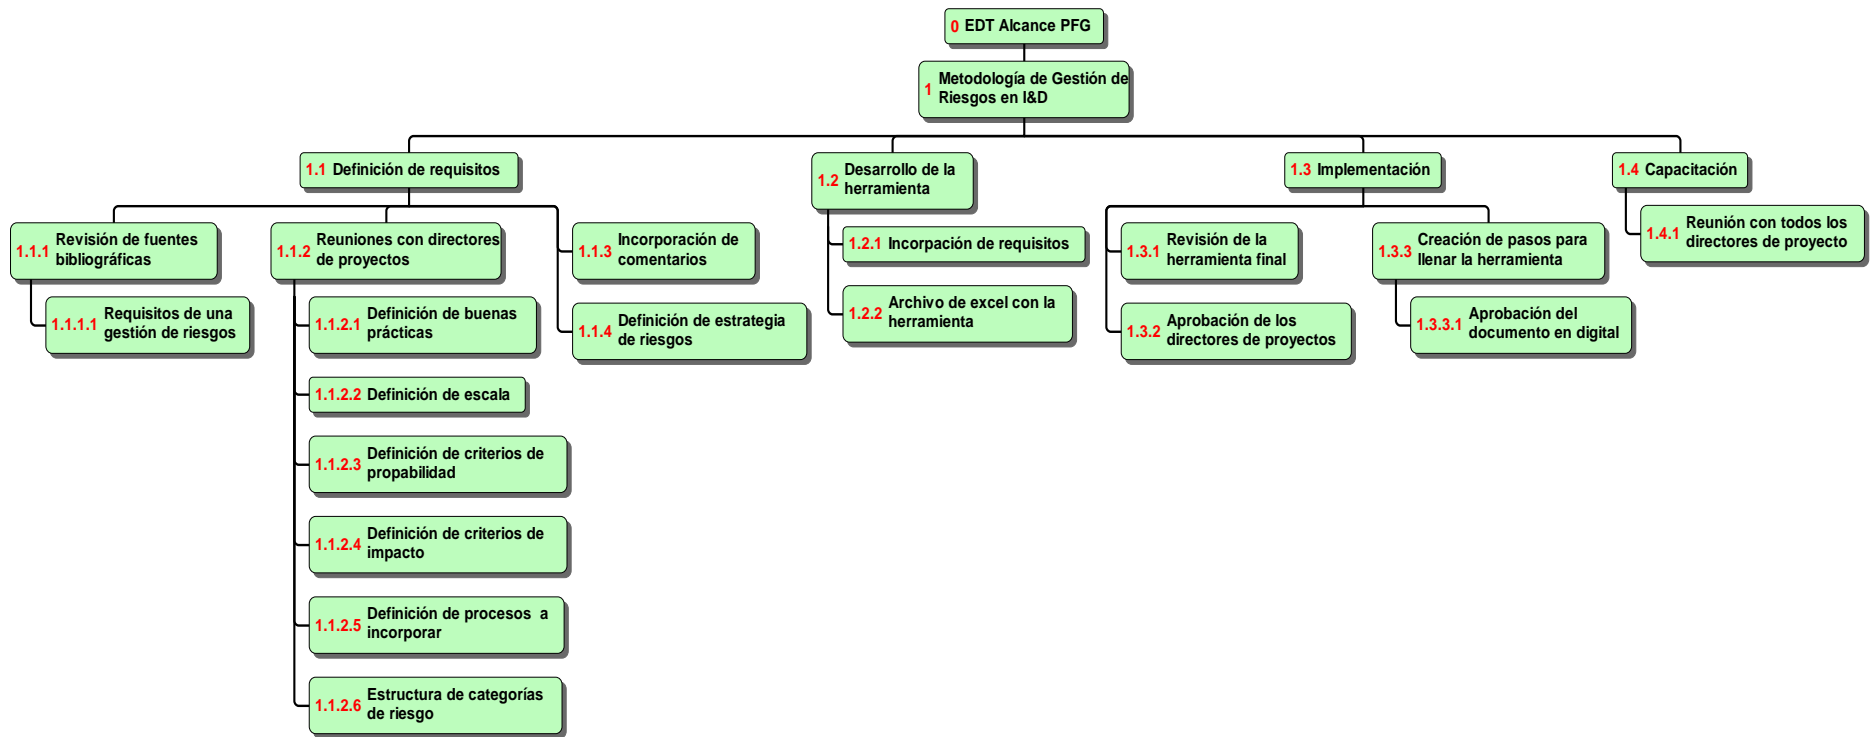 0 EDT Alcance PFG
1 Metodología de Gestión de
Riesgos en I&D
1.1 Definición de requisitos
1.1.1 Revisión de fuentes
bibliográficas
1.1.1.1 Requisitos de una
gestión de riesgos
1.1.2 Reuniones con directores
de proyectos
1.1.2.1 Definición de buenas
prácticas
1.1.2.2 Definición de escala
1.1.2.3 Definición de criterios de
propabilidad
1.1.2.4 Definición de criterios de
impacto
1.1.2.5 Definición de procesos a
incorporar
1.1.2.6 Estructura de categorías
de riesgo
1.1.3 Incorporación de
comentarios
1.1.4 Definición de estrategia
de riesgos
1.2 Desarrollo de la
herramienta
1.2.1 Incorpación de requisitos
1.2.2 Archivo de excel con la
herramienta
1.3 Implementación
1.3.1 Revisión de la
herramienta final
1.3.2 Aprobación de los
directores de proyectos
1.3.3 Creación de pasos para
llenar la herramienta
1.3.3.1 Aprobación del
documento en digital
1.4 Capacitación
1.4.1 Reunión con todos los
directores de proyecto